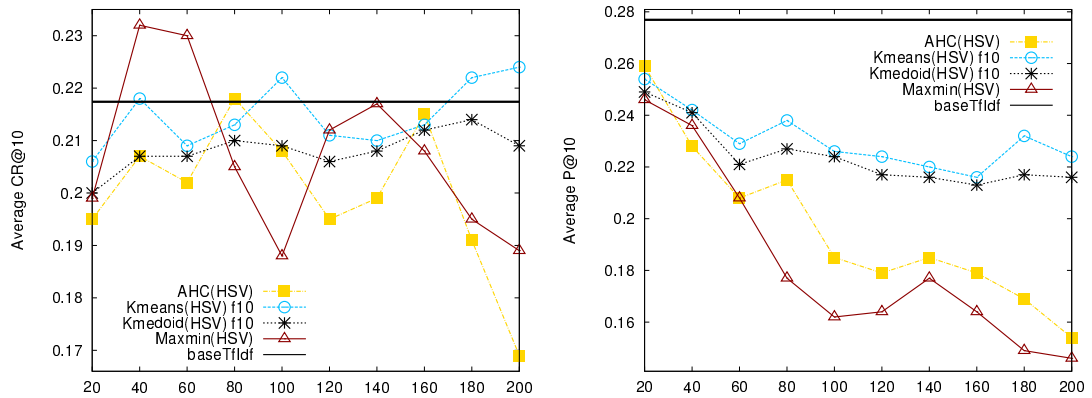 Average CR@10
0.23
0.22
0.21
0.2
0.19
0.18
0.17
20 40 60 80 100 120 140 160 180 200
AHC(HSV)
Kmeans(HSV) f10
Kmedoid(HSV) f10
Maxmin(HSV)
baseTfIdf
Average P@10
0.28
0.26
0.24
0.22
0.2
0.18
0.16
20 40 60 80 100 120 140 160 180 200
AHC(HSV)
Kmeans(HSV) f10
Kmedoid(HSV) f10
Maxmin(HSV)
baseTfIdf